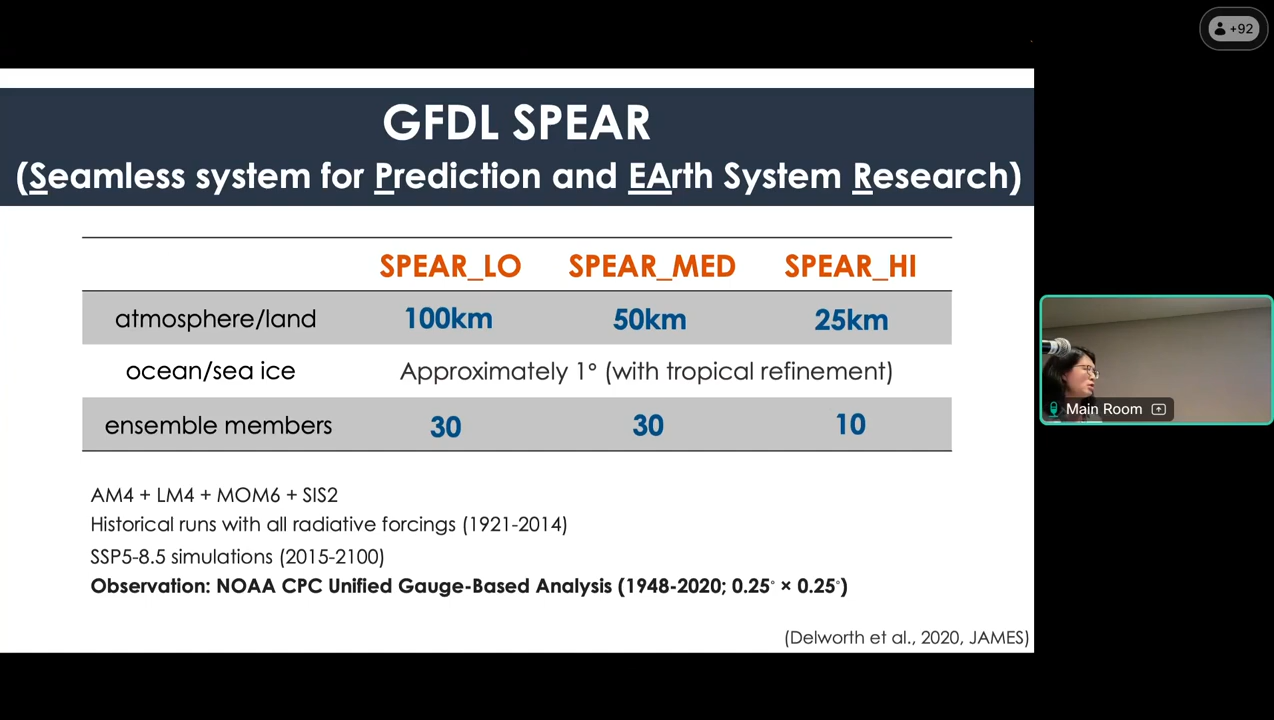 +92
GFDL SPEAR
(Seamless system for Prediction and EArth System Research)
SPEAR_LO SPEAR_MED SPEAR_HI
atmosphere/land 100km 50km 25km
ocean/sea ice Approximately 1° (with tropical refinement)
ensemble members 30 30 10
AM4 + LM4 + MOM6 + SIS2
Historical runs with all radiative forcings (1921-2014)
SSP5-8.5 simulations (2015-2100)
Observation: NOAA CPC Unified Gauge-Based Analysis (1948-2020; 0.25° × 0.25°)
(Delworth et al., 2020, JAMES)
Main Room